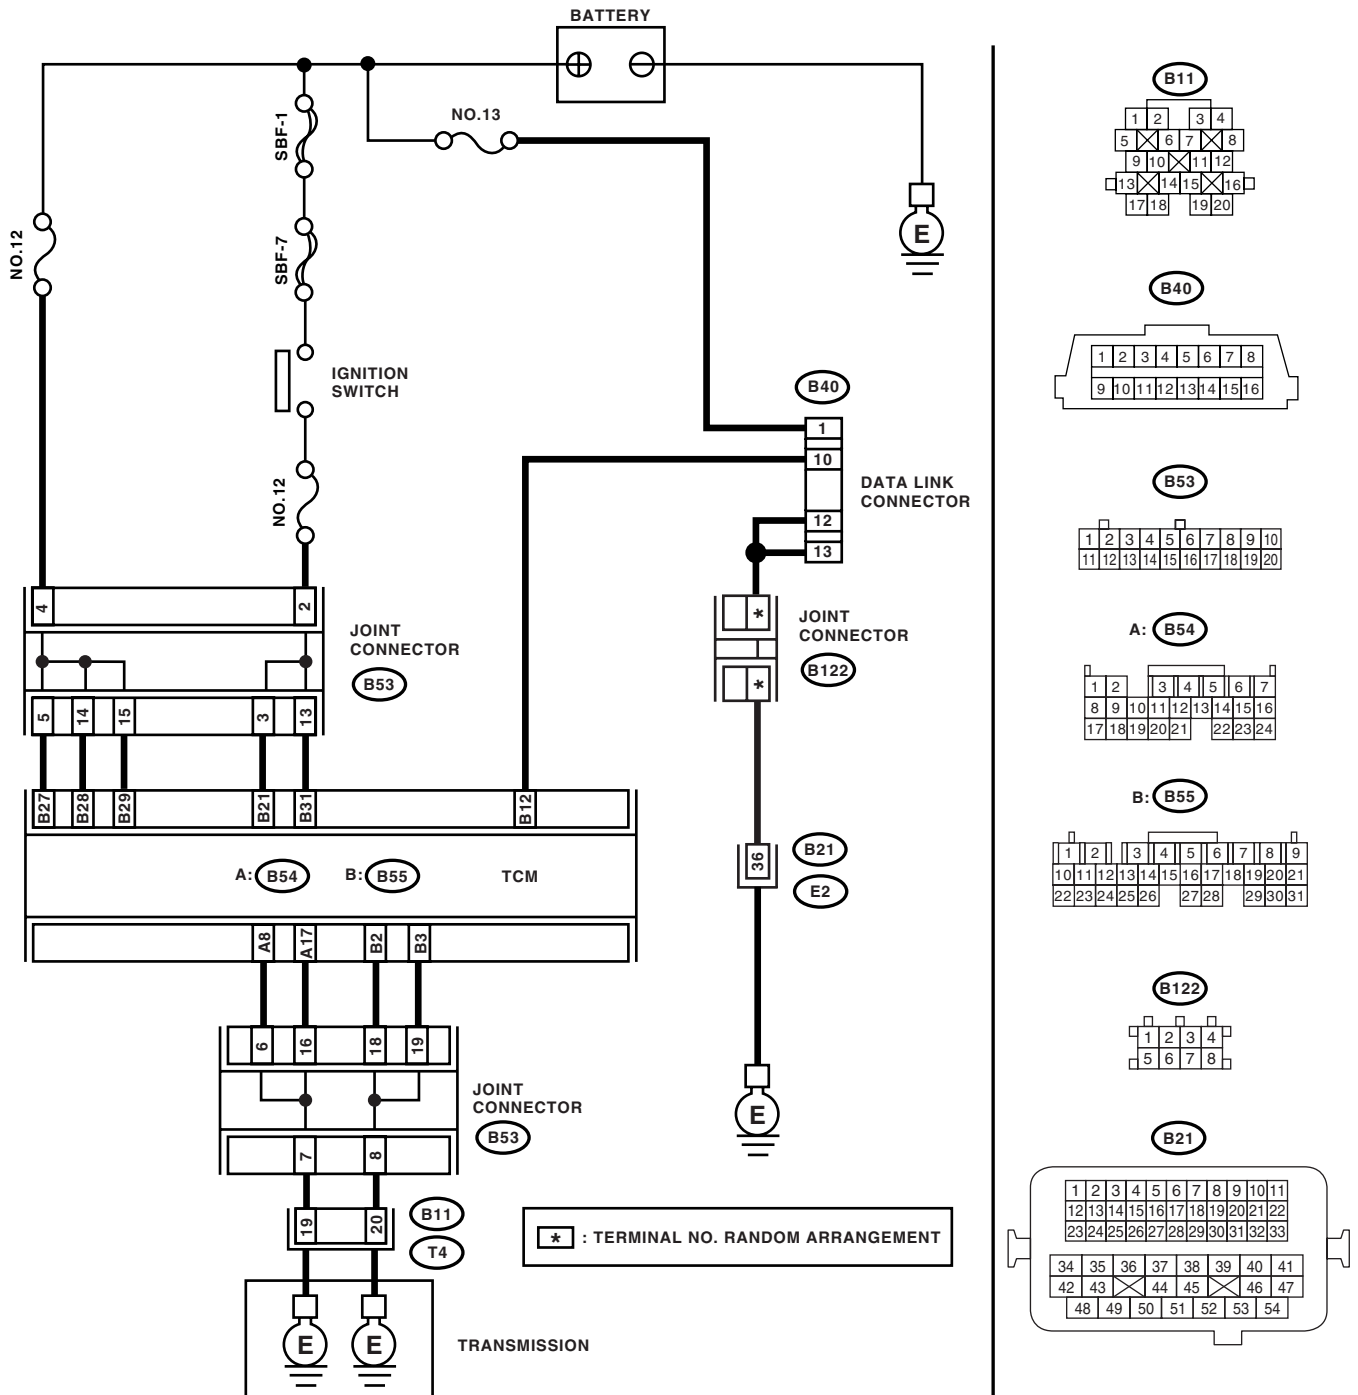 BATTERY
NO.13
SBF-1
SBF-7
NO.12
E
IGNITION
SWITCH
NO.12
B40
1
10
12
13
DATA LINK
CONNECTOR
4
2
JOINT
CONNECTOR
B53
5 14 15 3 13
*
*
JOINT
CONNECTOR
B122
B27 B28 B29 B21 B31 B12
A: B54 B: B55 TCM
36
B21
E2
A8 A17 B2 B3
6 16 18 19
JOINT
CONNECTOR
B53
7 8
E
19 20
B11
T4
* : TERMINAL NO. RANDOM ARRANGEMENT
E E
TRANSMISSION
B11
1 2 3 4
5 6 7 8
9 10 11 12
13 14 15 16
17 18 19 20
B40
1 2 3 4 5 6 7 8
9 10 11 12 13 14 15 16
B53
1 2 3 4 5 6 7 8 9 10
11 12 13 14 15 16 17 18 19 20
A: B54
1 2 3 4 5 6 7
8 9 10 11 12 13 14 15 16
17 18 19 20 21 22 23 24
B: B55
1 2 3 4 5 6 7 8 9
10 11 12 13 14 15 16 17 18 19 20 21
22 23 24 25 26 27 28 29 30 31
B122
1 2 3 4
5 6 7 8
B21
1 2 3 4 5 6 7 8 9 10 11
12 13 14 15 16 17 18 19 20 21 22
23 24 25 26 27 28 29 30 31 32 33
34 35 36 37 38 39 40 41
42 43 44 45 46 47
48 49 50 51 52 53 54